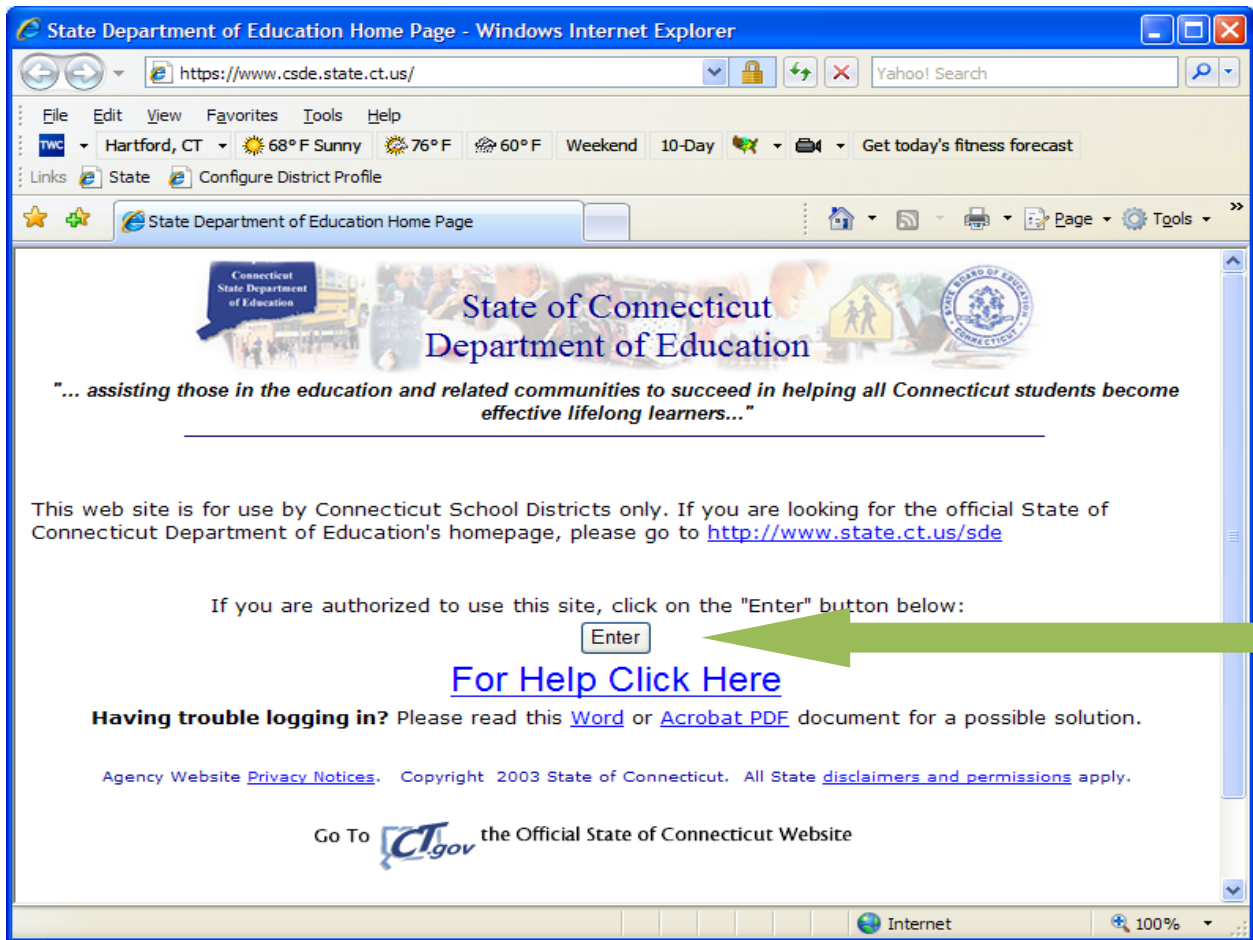 State Department of Education Home Page - Windows Internet Explorer
https://www.csde.state.ct.us/
Yahoo! Search
File Edit View Favorites Tools Help
TWC Hartford, CT 68° F Sunny 76° F 60° F Weekend 10-Day Get today's fitness forecast
Links State Configure District Profile
State Department of Education Home Page Page Tools »
Connecticut
State Department
of Education
State of Connecticut
Department of Education
STATE BOARD OF EDUCATION · CONNECTICUT ·
"... assisting those in the education and related communities to succeed in helping all Connecticut students become
effective lifelong learners..."
This web site is for use by Connecticut School Districts only. If you are looking for the official State of
Connecticut Department of Education's homepage, please go to http://www.state.ct.us/sde
If you are authorized to use this site, click on the "Enter" button below:
Enter
For Help Click Here
Having trouble logging in? Please read this Word or Acrobat PDF document for a possible solution.
Agency Website Privacy Notices. Copyright 2003 State of Connecticut. All State disclaimers and permissions apply.
Go To CT.gov the Official State of Connecticut Website
Internet 100%